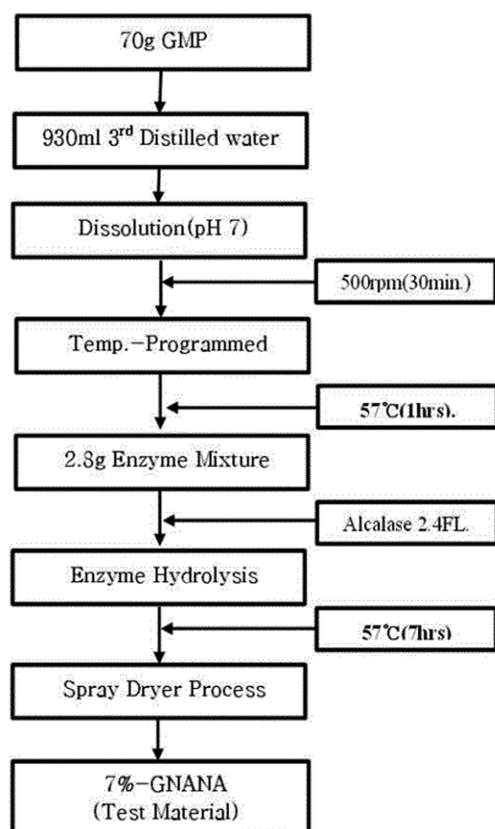 70g GMP
930ml 3rd Distilled water
Dissolution(pH 7)
500rpm(30min.)
Temp.-Programmed
57℃(1hrs).
2.8g Enzyme Mixture
Alcalase 2.4FL.
Enzyme Hydrolysis
57℃(7hrs)
Spray Dryer Process
7%-GNANA
(Test Material)